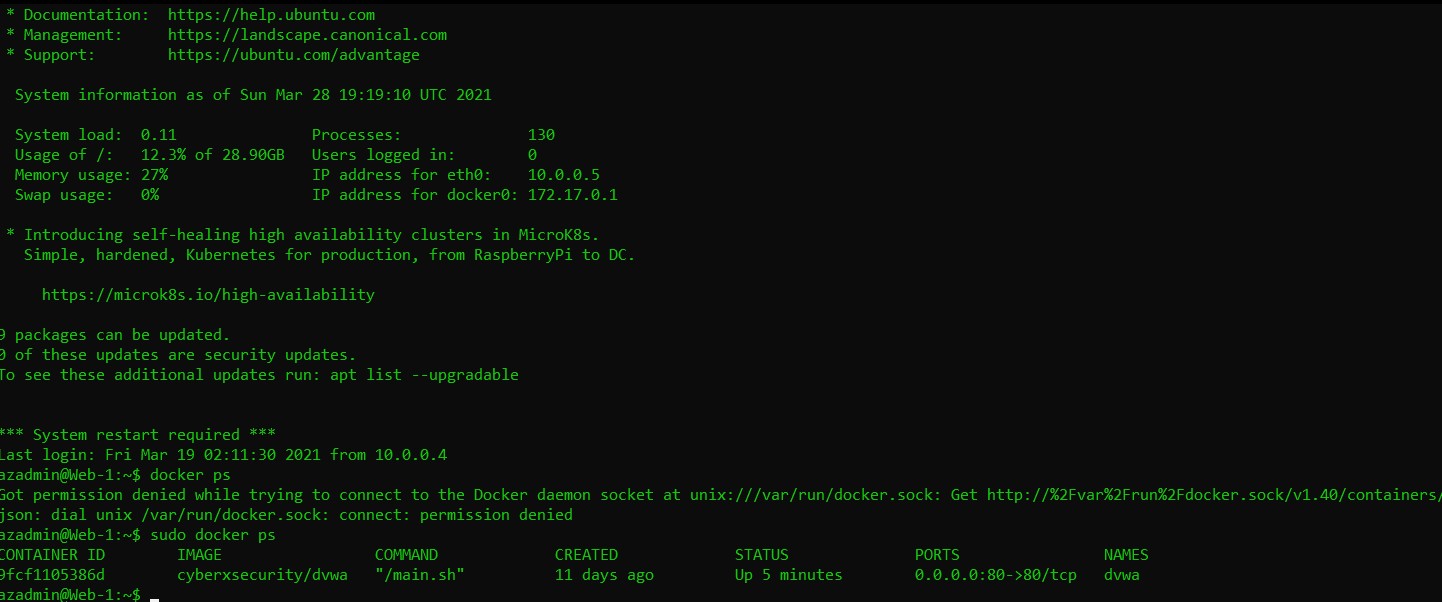 * Documentation:  https://help.ubuntu.com
* Management:     https://landscape.canonical.com
* Support:        https://ubuntu.com/advantage
System information as of Sun Mar 28 19:19:10 UTC 2021
System load:  0.11               Processes:              130
Usage of /:   12.3% of 28.90GB   Users logged in:        0
Memory usage: 27%                IP address for eth0:    10.0.0.5
Swap usage:   0%                 IP address for docker0: 172.17.0.1
* Introducing self-healing high availability clusters in MicroK8s.
Simple, hardened, Kubernetes for production, from RaspberryPi to DC.
https://microk8s.io/high-availability
9 packages can be updated.
0 of these updates are security updates.
To see these additional updates run: apt list --upgradable
*** System restart required ***
Last login: Fri Mar 19 02:11:30 2021 from 10.0.0.4
azadmin@Web-1:~$ docker ps
Got permission denied while trying to connect to the Docker daemon socket at unix:///var/run/docker.sock: Get http://%2Fvar%2Frun%2Fdocker.sock/v1.40/containers/
json: dial unix /var/run/docker.sock: connect: permission denied
azadmin@Web-1:~$ sudo docker ps
CONTAINER ID        IMAGE                 COMMAND             CREATED             STATUS              PORTS                NAMES
9fcf1105386d        cyberxsecurity/dvwa   "/main.sh"          11 days ago         Up 5 minutes        0.0.0.0:80->80/tcp   dvwa
azadmin@Web-1:~$